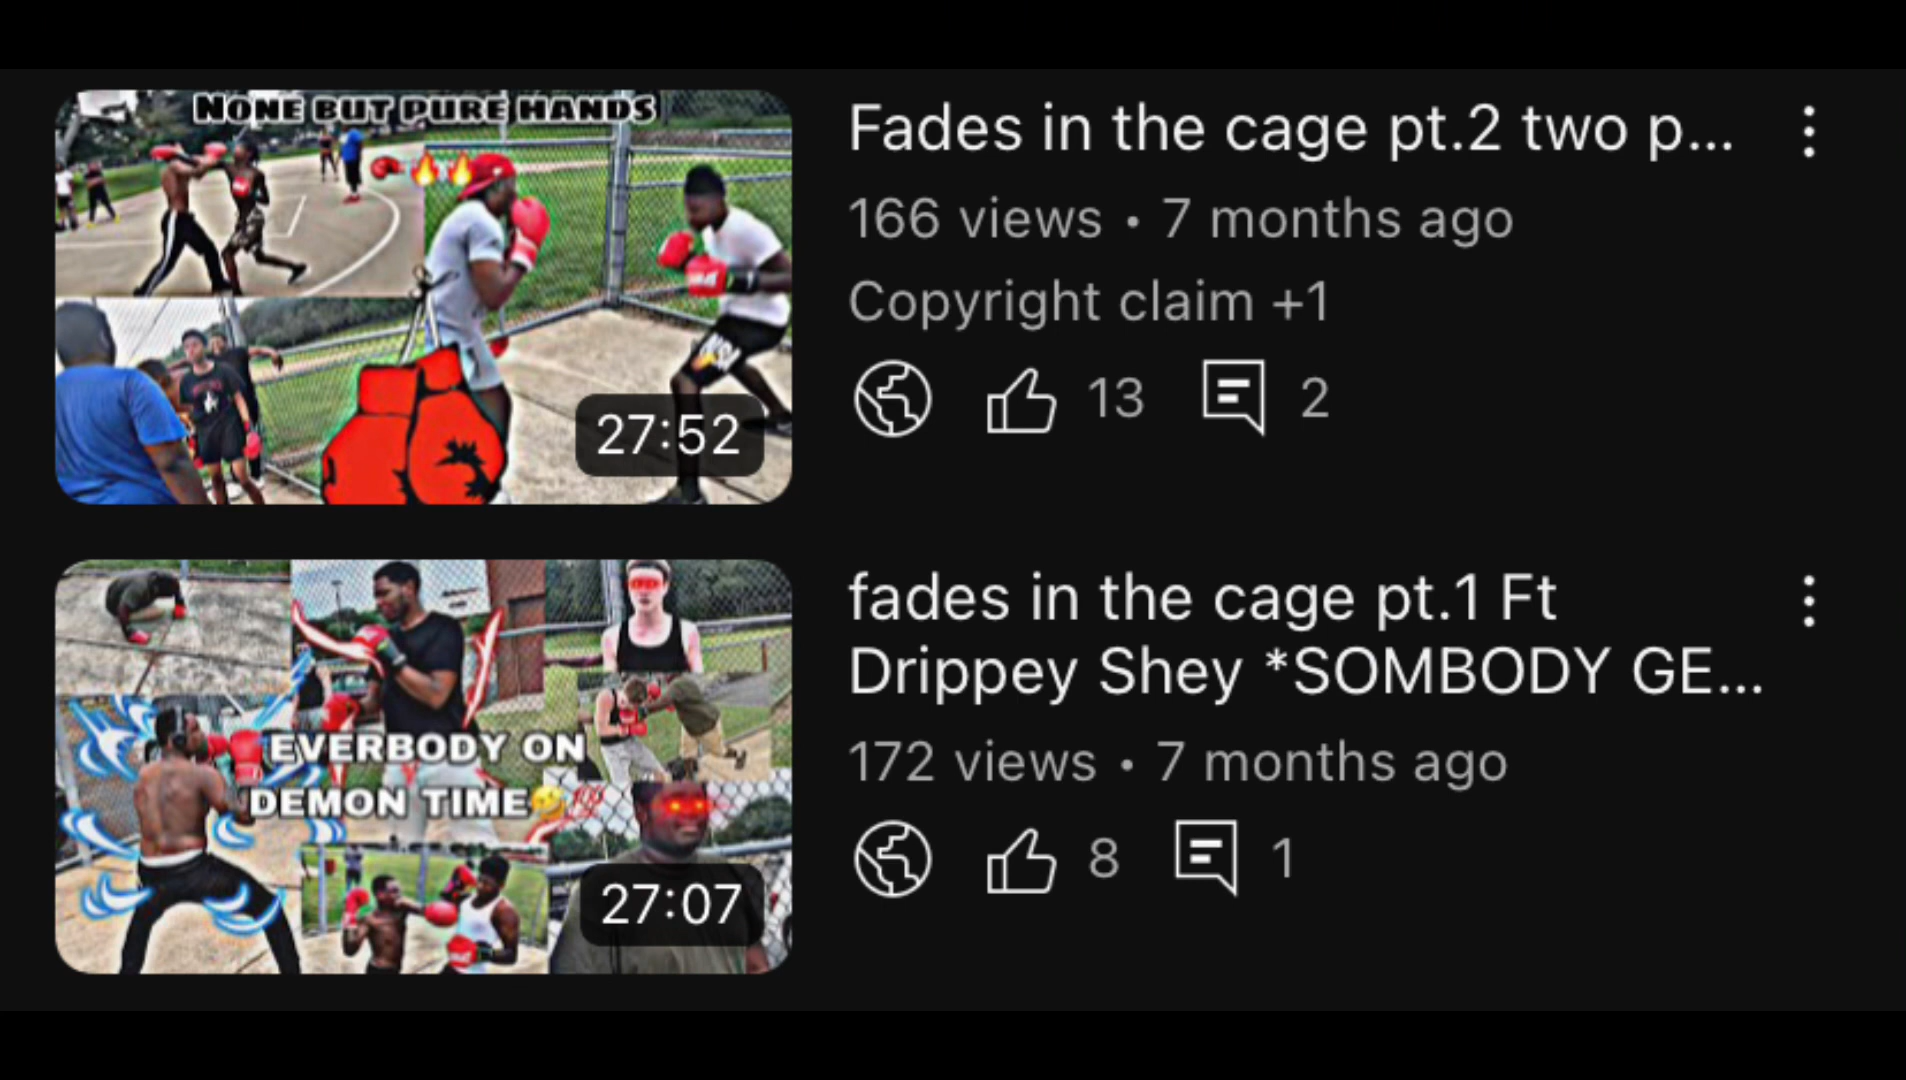 NONE BUT PURE HANDS
27:52
Fades in the cage pt.2 two p...
166 views • 7 months ago
Copyright claim +1
13 2
EVERBODY ON
DEMON TIME
27:07
fades in the cage pt.1 Ft
Drippey Shey *SOMBODY GE...
172 views • 7 months ago
8 1